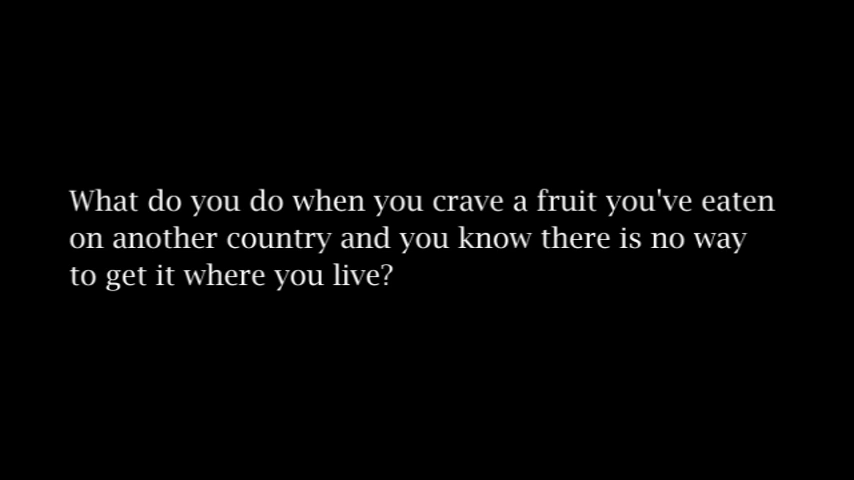 What do you do when you crave a fruit you've eaten
on another country and you know there is no way
to get it where you live?